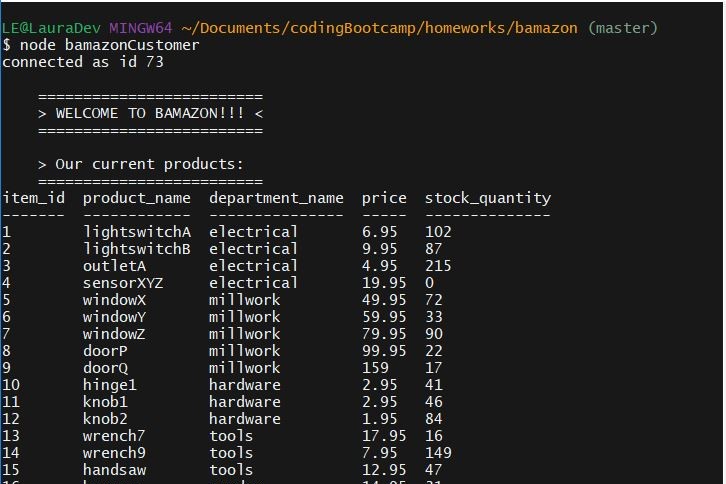 LE@LauraDev MINGW64 ~/Documents/codingBootcamp/homeworks/bamazon (master)
$ node bamazonCustomer
connected as id 73
=========================
> WELCOME TO BAMAZON!!! <
=========================
> Our current products:
=========================
item_id  product_name  department_name  price  stock_quantity
-------  ------------  ---------------  -----  --------------
1        lightswitchA  electrical       6.95   102
2        lightswitchB  electrical       9.95   87
3        outletA       electrical       4.95   215
4        sensorXYZ     electrical       19.95  0
5        windowX       millwork         49.95  72
6        windowY       millwork         59.95  33
7        windowZ       millwork         79.95  90
8        doorP         millwork         99.95  22
9        doorQ         millwork         159    17
10       hinge1        hardware         2.95   41
11       knob1         hardware         2.95   46
12       knob2         hardware         1.95   84
13       wrench7       tools            17.95  16
14       wrench9       tools            7.95   149
15       handsaw       tools            12.95  47